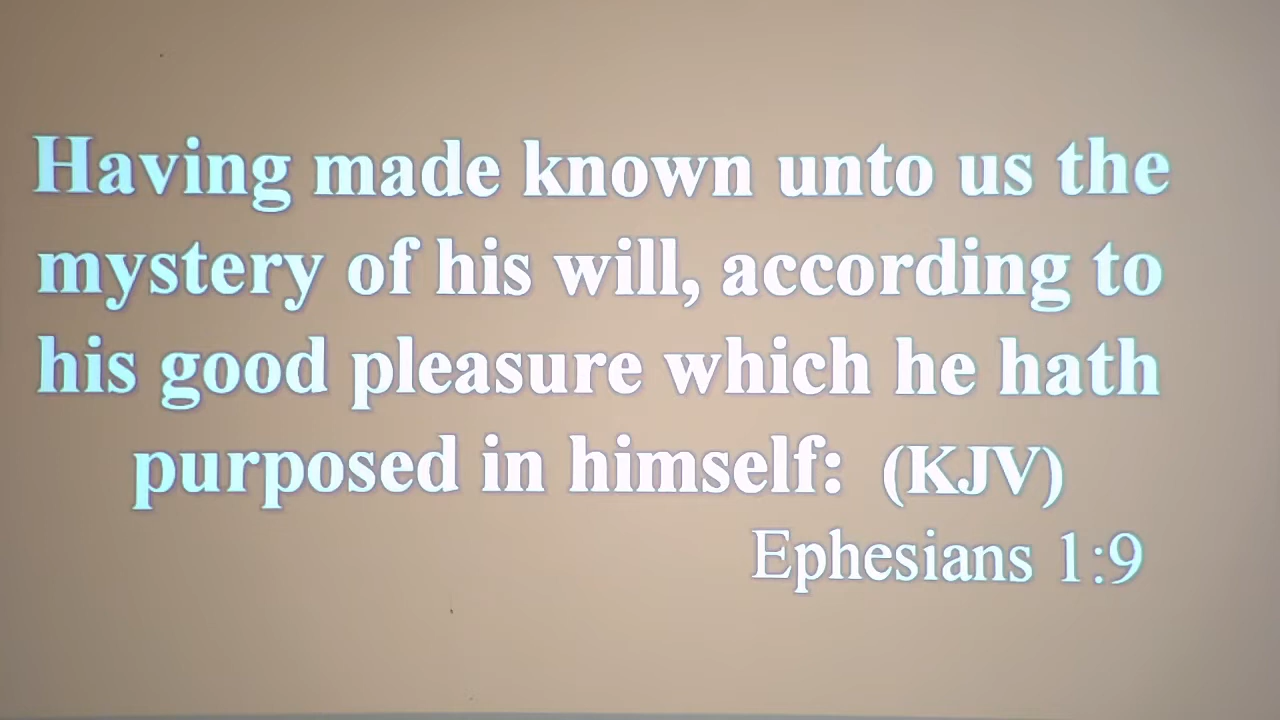 Having made known unto us the
mystery of his will, according to
his good pleasure which he hath
purposed in himself: (KJV)
Ephesians 1:9